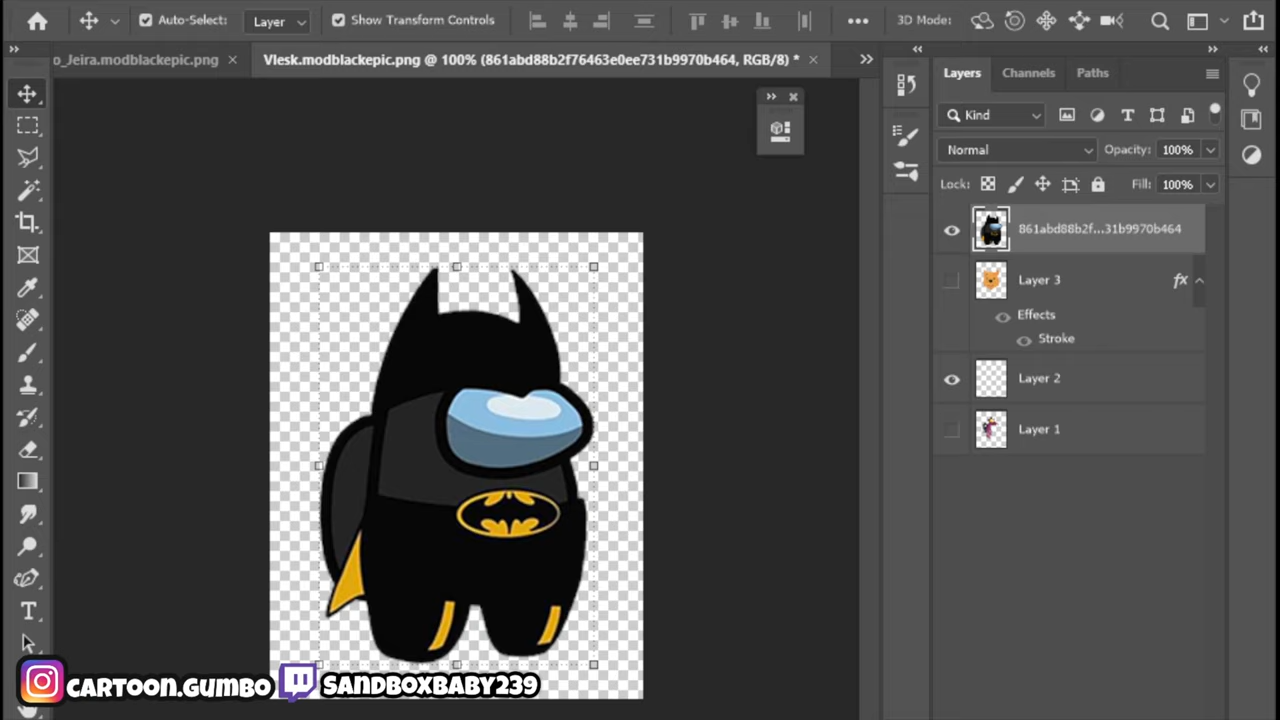 Auto-Select:
Layer
Show Transform Controls
3D Mode:
o_Jeira.modblackepic.png
Vlesk.modblackepic.png @ 100% (861abd88b2f76463e0ee731b9970b464, RGB/8) *
Layers
Channels
Paths
Kind
Normal
Opacity:
100%
Lock:
Fill:
100%
861abd88b2f...31b9970b464
Layer 3
fx
Effects
Stroke
Layer 2
Layer 1
CARTOON.GUMBO
SANDBOXBABY239